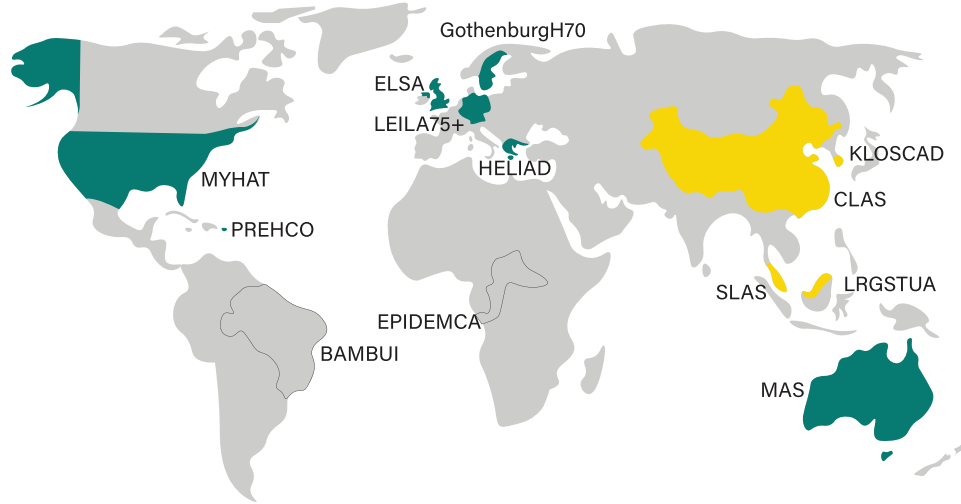 GothenburgH70
ELSA
LEILA75+
HELIAD
MYHAT
PREHCO
KLOSCAD
CLAS
SLAS
LRGSTUA
EPIDEMCA
BAMBUI
MAS